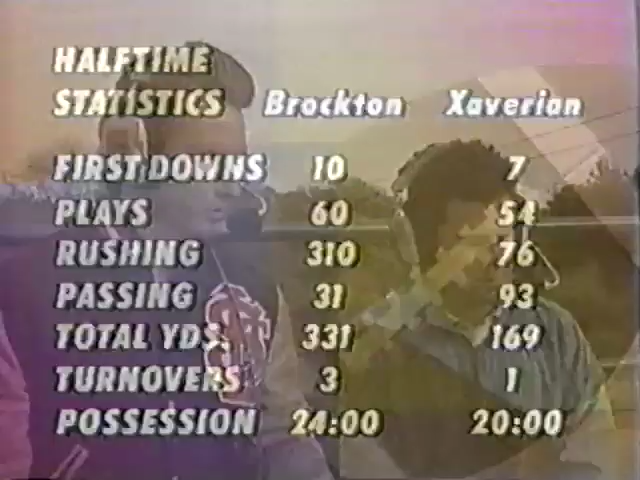 HALFTIME
STATISTICS Brockton Xaverian
FIRST DOWNS 10 7
PLAYS 60 54
RUSHING 310 76
PASSING 31 93
TOTAL YDS. 331 169
TURNOVERS 3 1
POSSESSION 24:00 20:00